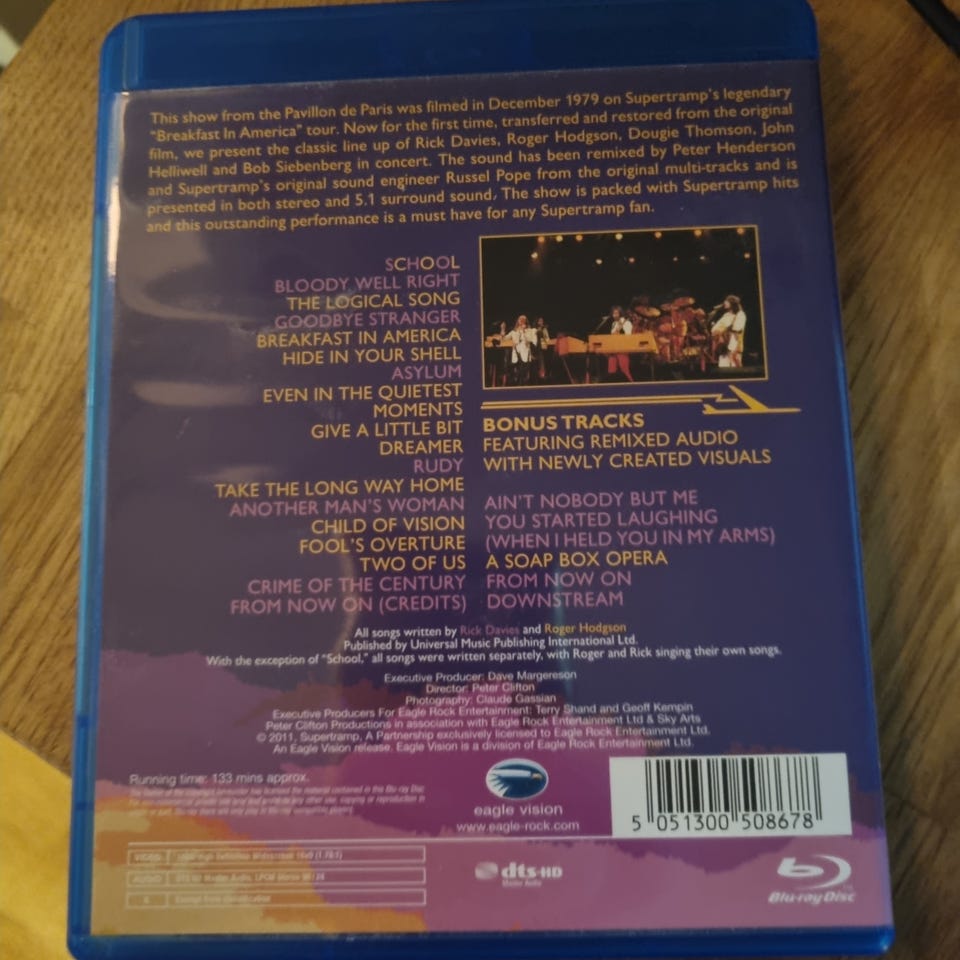 This show from the Pavillon de Paris was filmed in December 1979 on Supertramp's legendary
"Breakfast In America" tour. Now for the first time, transferred and restored from the original
film, we present the classic line up of Rick Davies, Roger Hodgson, Dougie Thomson, John
Helliwell and Bob Siebenberg in concert. The sound has been remixed by Peter Henderson
and Supertramp's original sound engineer Russel Pope from the original multi-tracks and is
presented in both stereo and 5.1 surround sound. The show is packed with Supertramp hits
and this outstanding performance is a must have for any Supertramp fan.
SCHOOL
BLOODY WELL RIGHT
THE LOGICAL SONG
GOODBYE STRANGER
BREAKFAST IN AMERICA
HIDE IN YOUR SHELL
ASYLUM
EVEN IN THE QUIETEST
MOMENTS
GIVE A LITTLE BIT
DREAMER
RUDY
TAKE THE LONG WAY HOME
ANOTHER MAN'S WOMAN
CHILD OF VISION
FOOL'S OVERTURE
TWO OF US
CRIME OF THE CENTURY
FROM NOW ON (CREDITS)
BONUS TRACKS
FEATURING REMIXED AUDIO
WITH NEWLY CREATED VISUALS
AIN'T NOBODY BUT ME
YOU STARTED LAUGHING
(WHEN I HELD YOU IN MY ARMS)
A SOAP BOX OPERA
FROM NOW ON
DOWNSTREAM
All songs written by Rick Davies and Roger Hodgson
Published by Universal Music Publishing International Ltd.
With the exception of "School," all songs were written separately, with Roger and Rick singing their own songs.
Executive Producer: Dave Margereson
Director: Peter Clifton
Photography: Claude Gassian
Executive Producers For Eagle Rock Entertainment: Terry Shand and Geoff Kempin
Peter Clifton Productions in association with Eagle Rock Entertainment Ltd & Sky Arts
© 2011, Supertramp, A Partnership exclusively licensed to Eagle Rock Entertainment Ltd.
An Eagle Vision release. Eagle Vision is a division of Eagle Rock Entertainment Ltd.
Running time: 133 mins approx.
eagle vision
www.eagle-rock.com
5 051300 508678
VIDEO
AUDIO
Exempt from classification
dts-HD
Master Audio
Blu-ray Disc